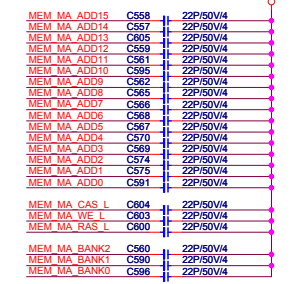 MEM_MA_ADD15 C558 22P/50V/4
MEM_MA_ADD14 C557 22P/50V/4
MEM_MA_ADD13 C605 22P/50V/4
MEM_MA_ADD12 C559 22P/50V/4
MEM_MA_ADD11 C561 22P/50V/4
MEM_MA_ADD10 C595 22P/50V/4
MEM_MA_ADD9 C562 22P/50V/4
MEM_MA_ADD8 C565 22P/50V/4
MEM_MA_ADD7 C566 22P/50V/4
MEM_MA_ADD6 C568 22P/50V/4
MEM_MA_ADD5 C567 22P/50V/4
MEM_MA_ADD4 C570 22P/50V/4
MEM_MA_ADD3 C569 22P/50V/4
MEM_MA_ADD2 C574 22P/50V/4
MEM_MA_ADD1 C575 22P/50V/4
MEM_MA_ADD0 C591 22P/50V/4
MEM_MA_CAS_L C604 22P/50V/4
MEM_MA_WE_L C603 22P/50V/4
MEM_MA_RAS_L C600 22P/50V/4
MEM_MA_BANK2 C560 22P/50V/4
MEM_MA_BANK1 C590 22P/50V/4
MEM_MA_BANK0 C596 22P/50V/4